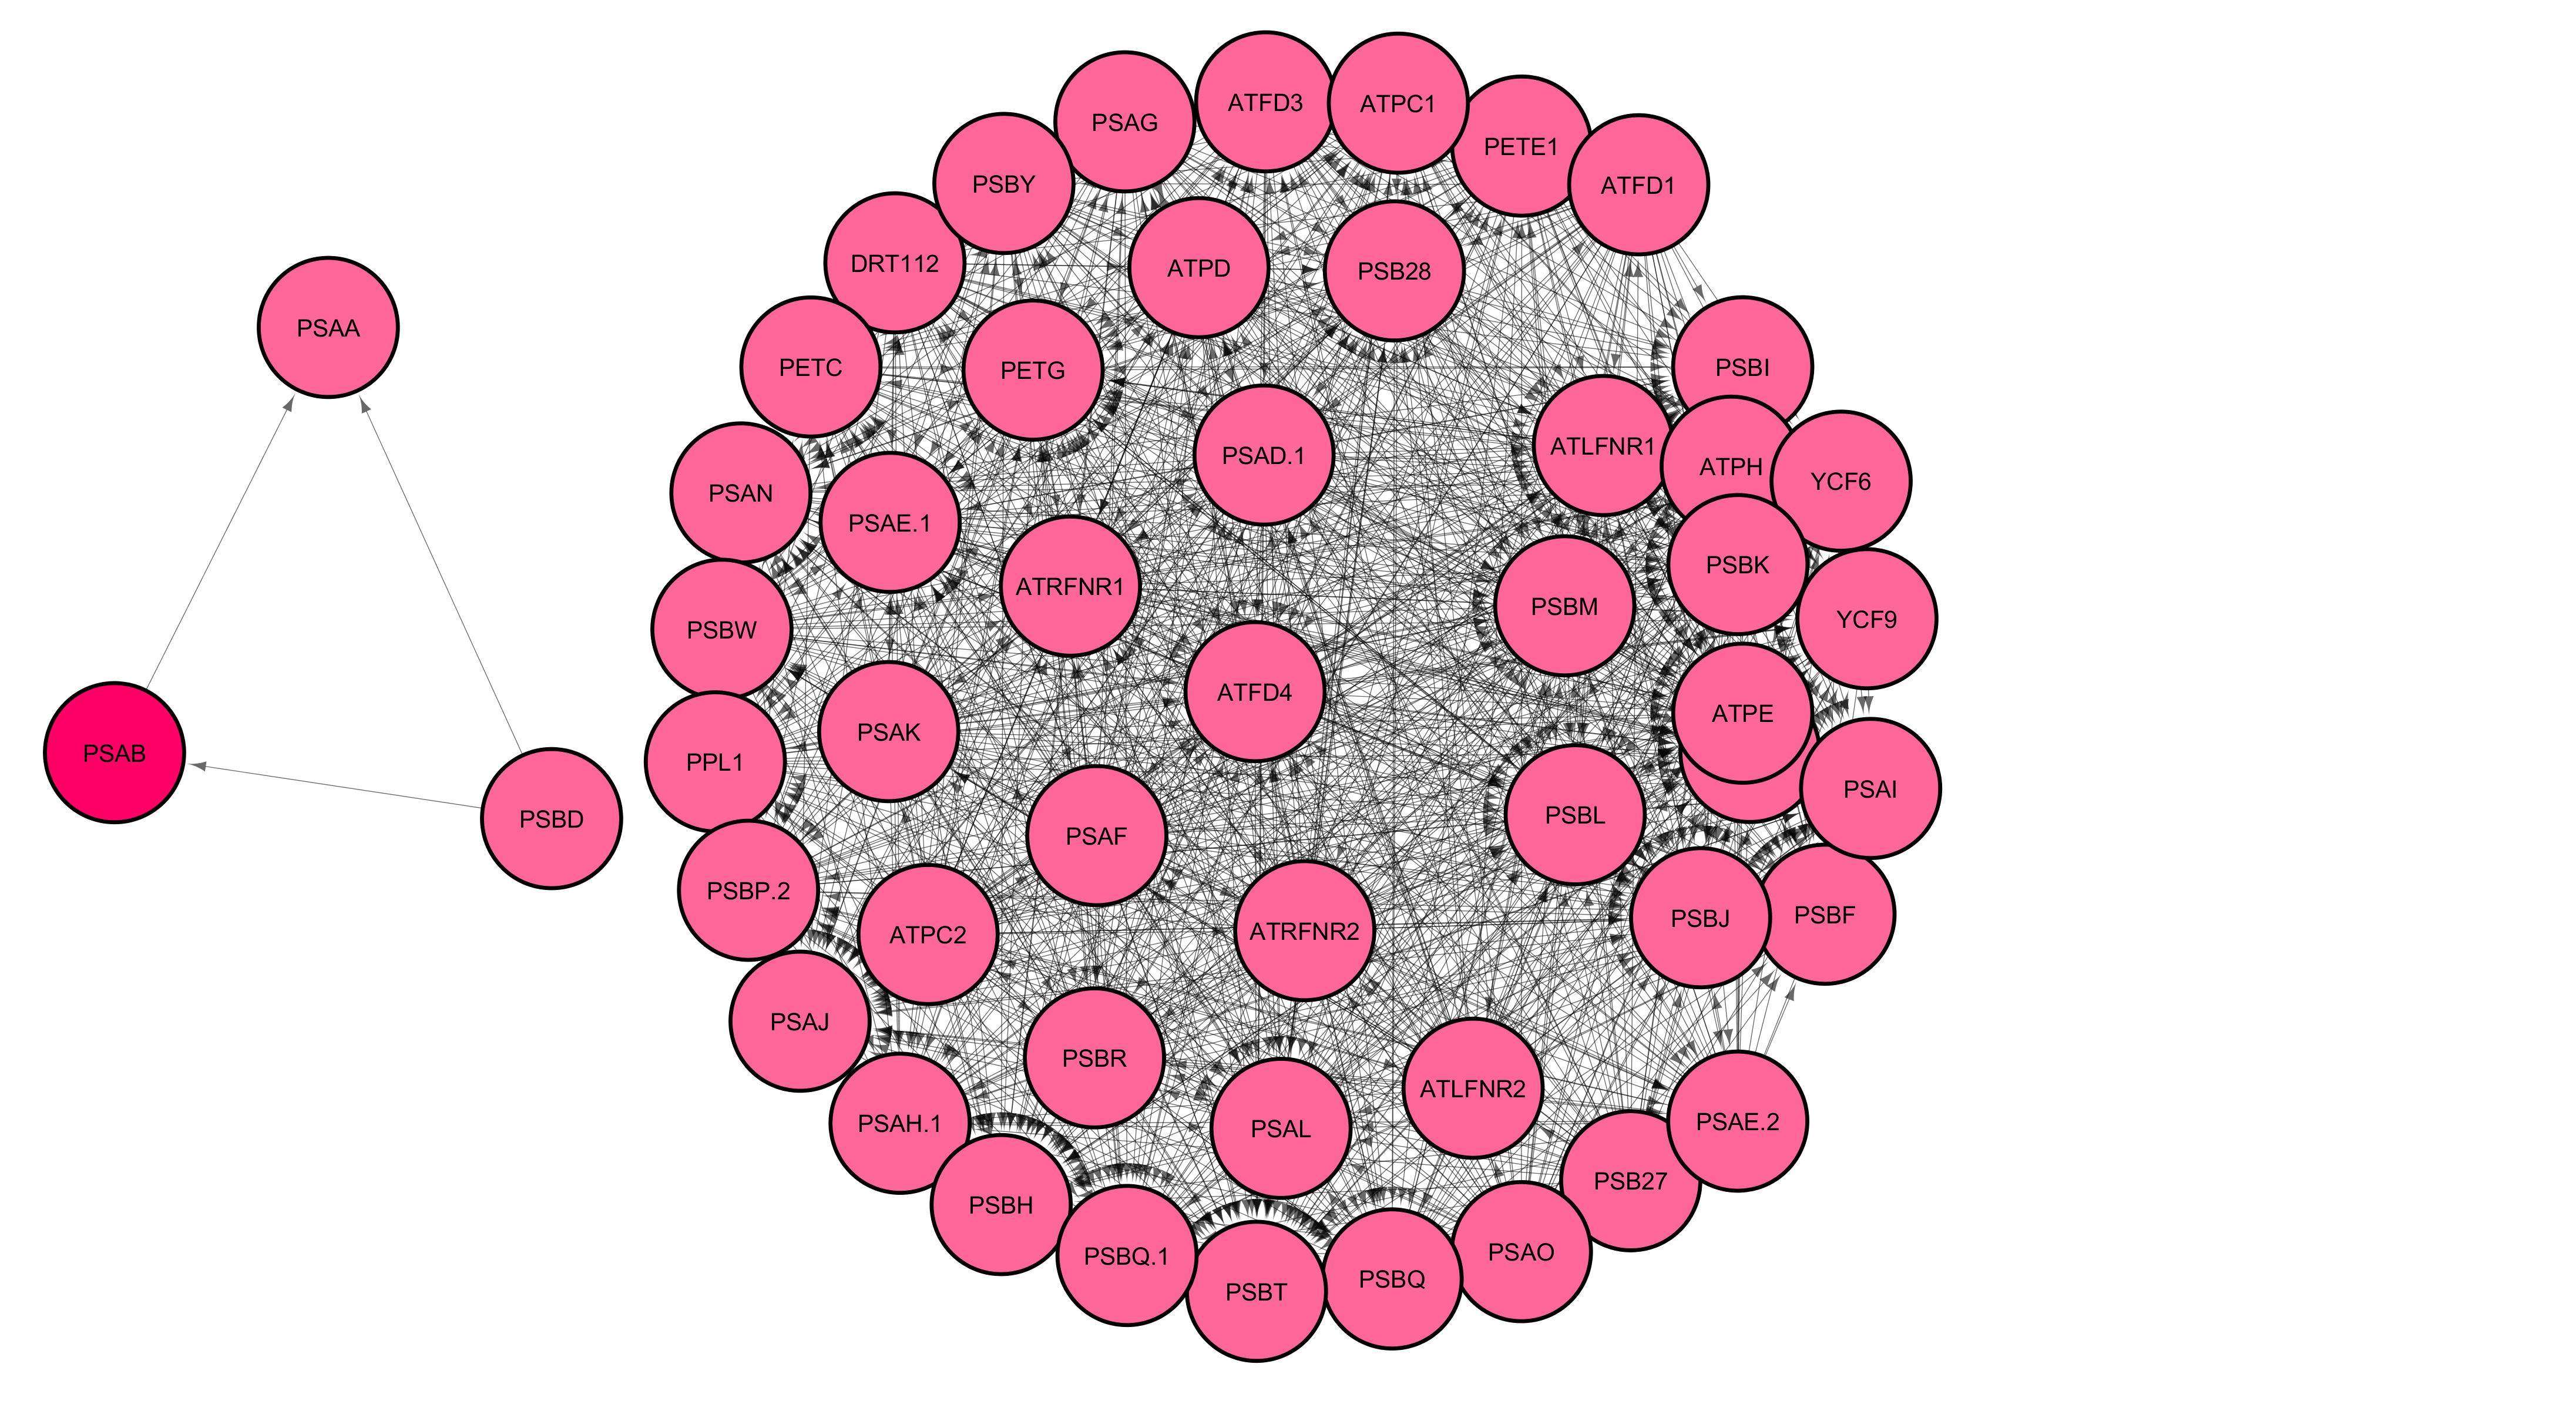 ATFD3
ATPC1
PSAG
PETE1
PSBY
ATFD1
DRT112
ATPD
PSB28
PSAA
PETC
PETG
PSBI
PSAD.1
ATLFNR1
ATPH
YCF6
PSAN
PSAE.1
PSBK
ATRFNR1
PSBM
YCF9
PSBW
ATFD4
ATPE
PSAK
PSAB
PPL1
PSAI
PSBD
PSBL
PSAF
PSBP.2
PSBJ
PSBF
ATPC2
ATRFNR2
PSAJ
PSBR
ATLFNR2
PSAH.1
PSAL
PSAE.2
PSB27
PSBH
PSBQ.1
PSAO
PSBQ
PSBT